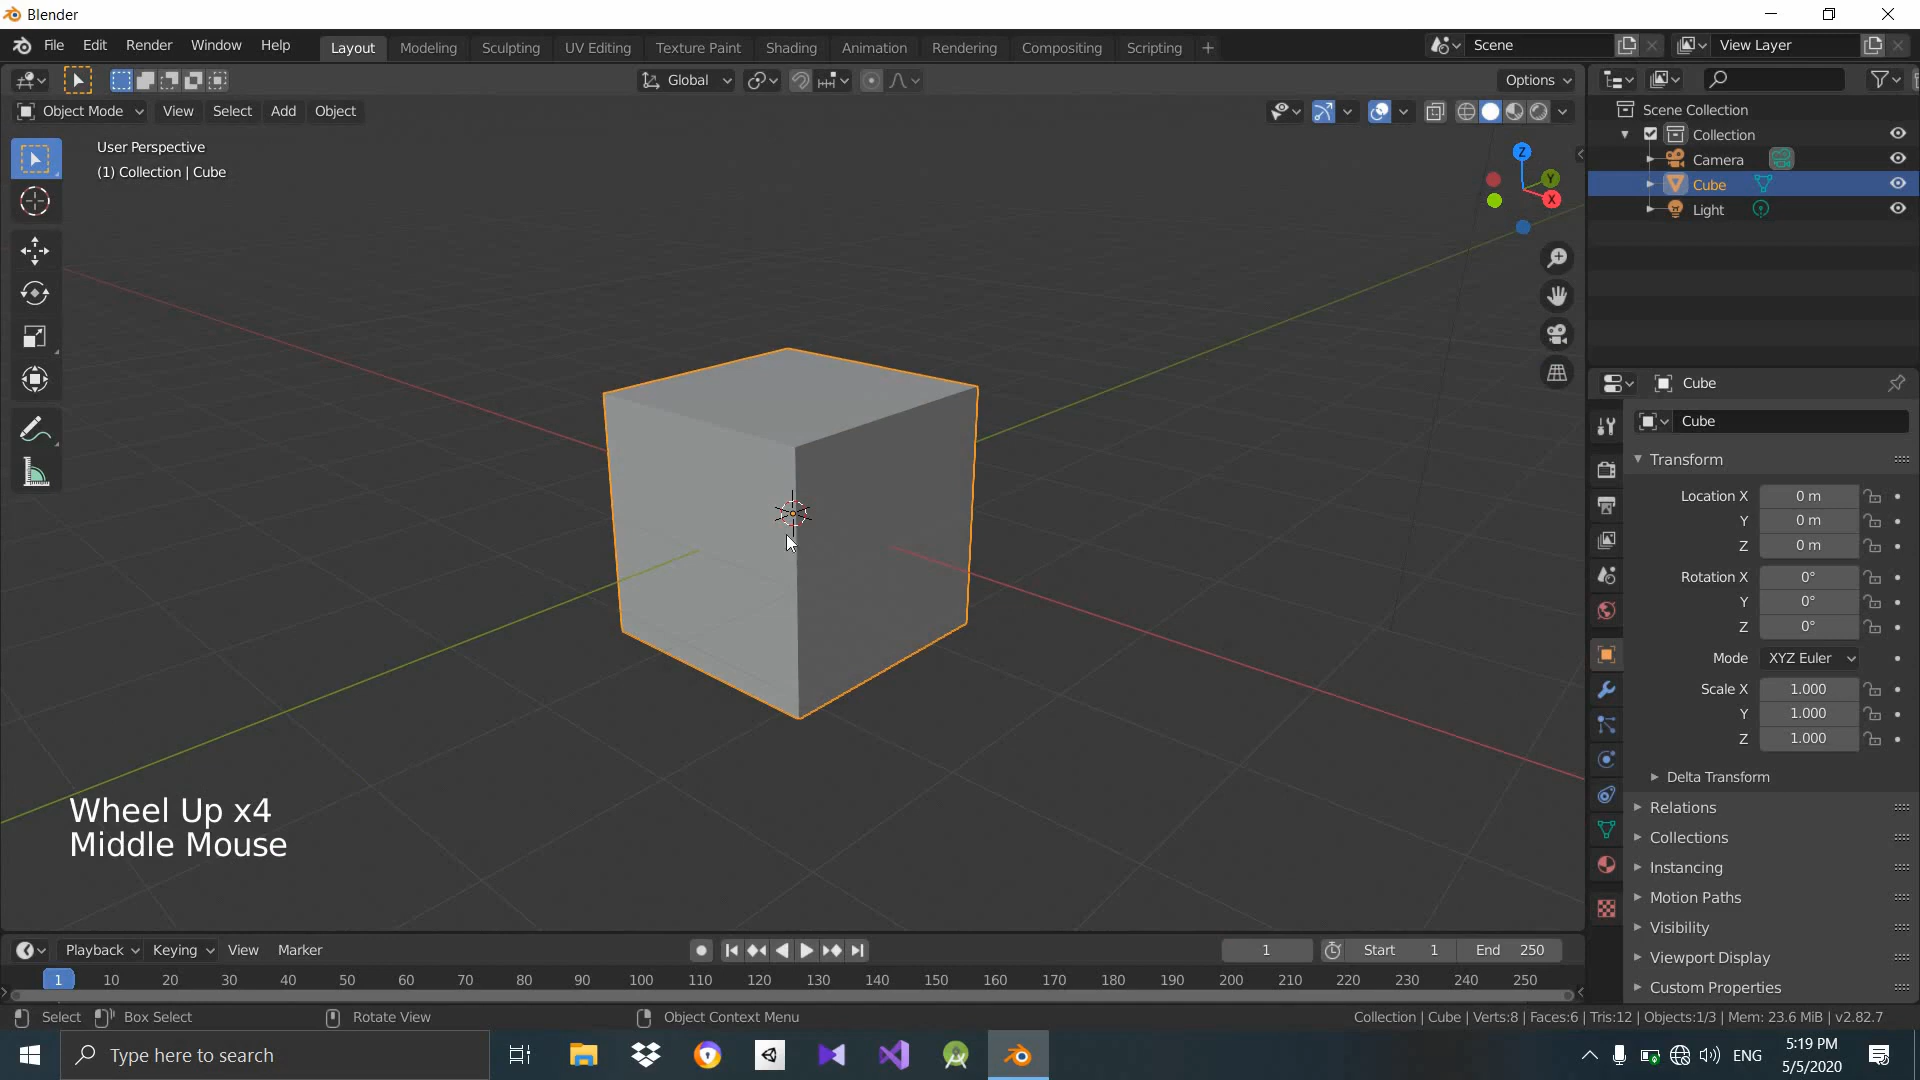 Blender
File Edit Render Window Help Layout Modeling Sculpting UV Editing Texture Paint Shading Animation Rendering Compositing Scripting + Scene View Layer
Global Options
Object Mode View Select Add Object
User Perspective
(1) Collection | Cube
Z
Y
X
Scene Collection
Collection
Camera
Cube
Light
Cube
Cube
Transform
Location X 0 m
Y 0 m
Z 0 m
Rotation X 0°
Y 0°
Z 0°
Mode XYZ Euler
Scale X 1.000
Y 1.000
Z 1.000
Delta Transform
Relations
Collections
Instancing
Motion Paths
Visibility
Viewport Display
Custom Properties
Wheel Up x4
Middle Mouse
Playback Keying View Marker 1 Start 1 End 250
1 10 20 30 40 50 60 70 80 90 100 110 120 130 140 150 160 170 180 190 200 210 220 230 240 250
Select Box Select Rotate View Object Context Menu Collection | Cube | Verts:8 | Faces:6 | Tris:12 | Objects:1/3 | Mem: 23.6 MiB | v2.82.7
Type here to search ENG 5:19 PM
5/5/2020